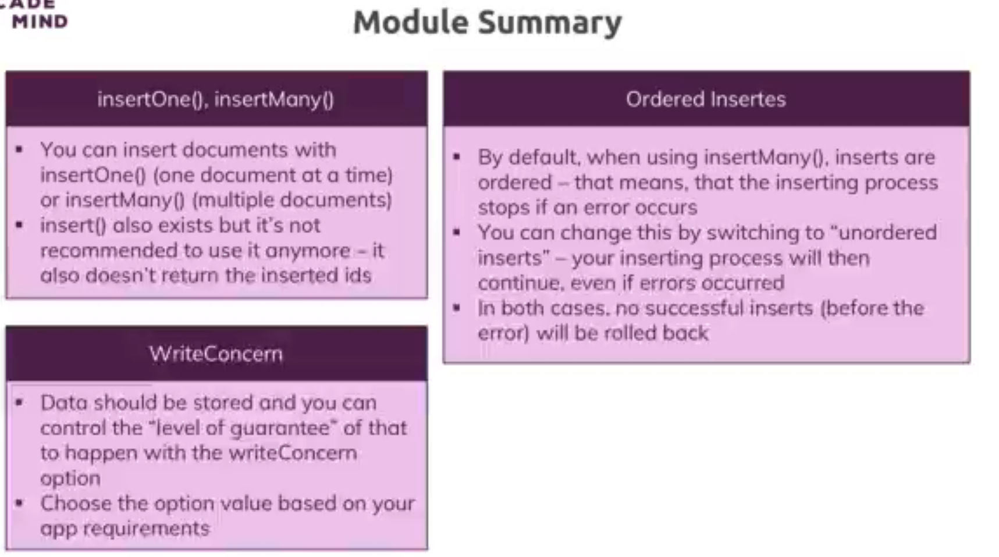 CADE
MIND
Module Summary
insertOne(), insertMany()
▪ You can insert documents with
insertOne() (one document at a time)
or insertMany() (multiple documents)
▪ insert() also exists but it's not
recommended to use it anymore – it
also doesn't return the inserted ids
WriteConcern
▪ Data should be stored and you can
control the “level of guarantee” of that
to happen with the writeConcern
option
▪ Choose the option value based on your
app requirements
Ordered Insertes
▪ By default, when using insertMany(), inserts are
ordered – that means, that the inserting process
stops if an error occurs
▪ You can change this by switching to “unordered
inserts” – your inserting process will then
continue, even if errors occurred
▪ In both cases, no successful inserts (before the
error) will be rolled back